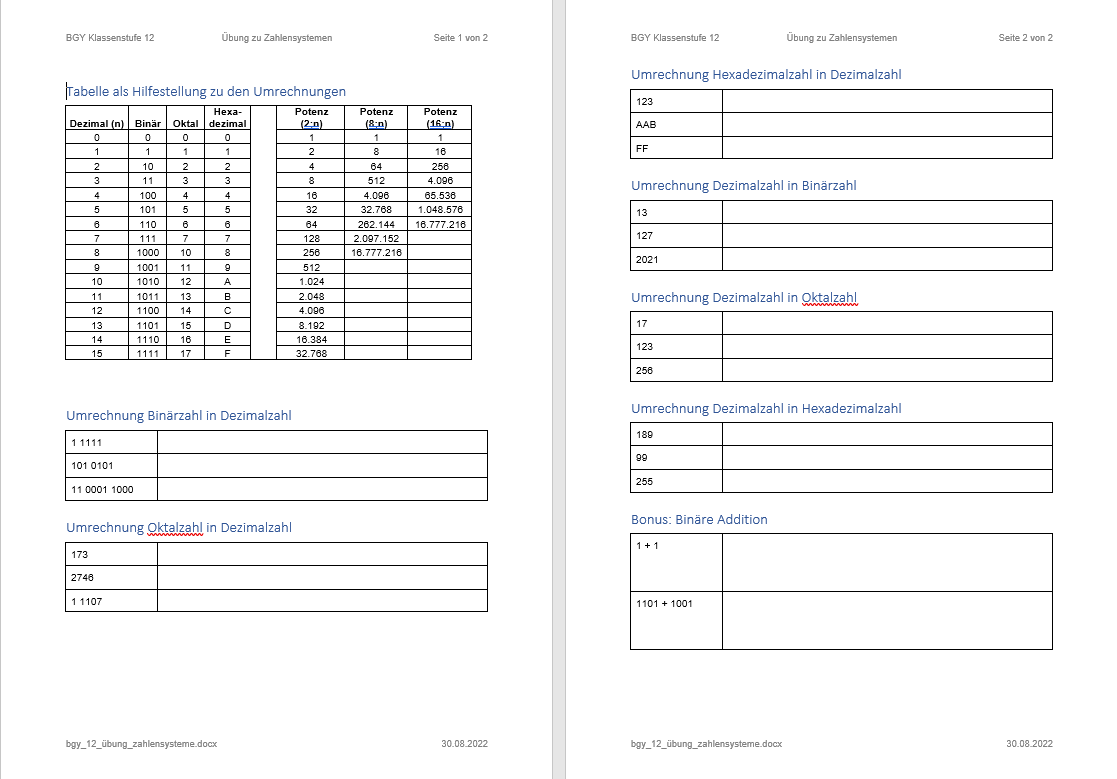 BGY Klassenstufe 12 Übung zu Zahlensystemen Seite 1 von 2
Tabelle als Hilfestellung zu den Umrechnungen
Dezimal (n) Binär Oktal Hexa-dezimal Potenz (2;n) Potenz (8;n) Potenz (16;n)
0 0 0 0 1 1 1
1 1 1 1 2 8 16
2 10 2 2 4 64 256
3 11 3 3 8 512 4.096
4 100 4 4 16 4.096 65.536
5 101 5 5 32 32.768 1.048.576
6 110 6 6 64 262.144 16.777.216
7 111 7 7 128 2.097.152
8 1000 10 8 256 16.777.216
9 1001 11 9 512
10 1010 12 A 1.024
11 1011 13 B 2.048
12 1100 14 C 4.096
13 1101 15 D 8.192
14 1110 16 E 16.384
15 1111 17 F 32.768
Umrechnung Binärzahl in Dezimalzahl
1 1111
101 0101
11 0001 1000
Umrechnung Oktalzahl in Dezimalzahl
173
2746
1 1107
bgy_12_übung_zahlensysteme.docx 30.08.2022
BGY Klassenstufe 12 Übung zu Zahlensystemen Seite 2 von 2
Umrechnung Hexadezimalzahl in Dezimalzahl
123
AAB
FF
Umrechnung Dezimalzahl in Binärzahl
13
127
2021
Umrechnung Dezimalzahl in Oktalzahl
17
123
256
Umrechnung Dezimalzahl in Hexadezimalzahl
189
99
255
Bonus: Binäre Addition
1 + 1
1101 + 1001
bgy_12_übung_zahlensysteme.docx 30.08.2022